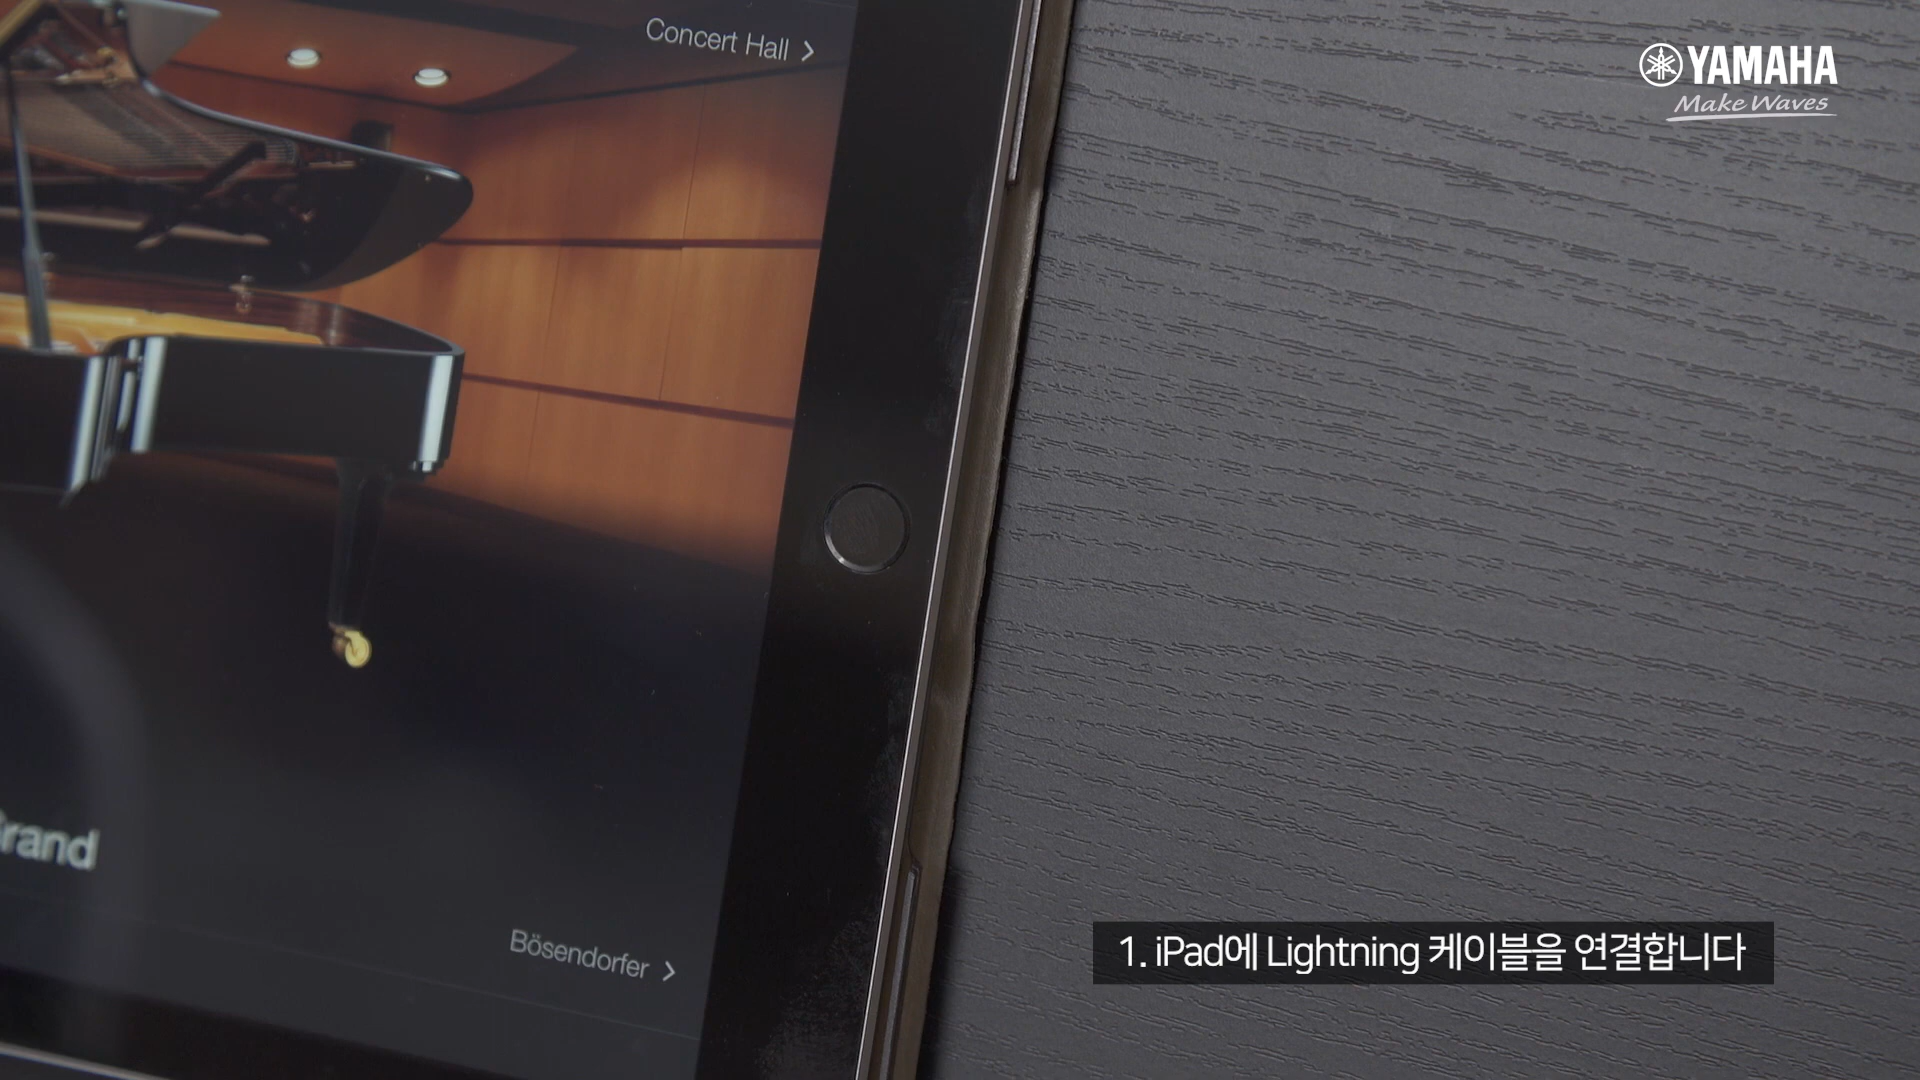 Concert Hall >
YAMAHA
Make Waves
Grand
Bösendorfer >
1. iPad에 Lightning 케이블을 연결합니다